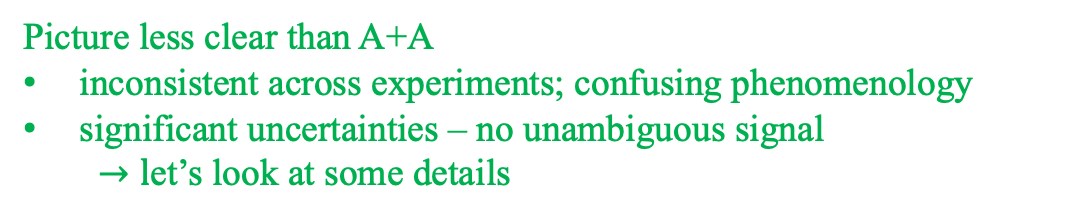 Picture less clear than A+A
• inconsistent across experiments; confusing phenomenology
• significant uncertainties – no unambiguous signal
→ let’s look at some details